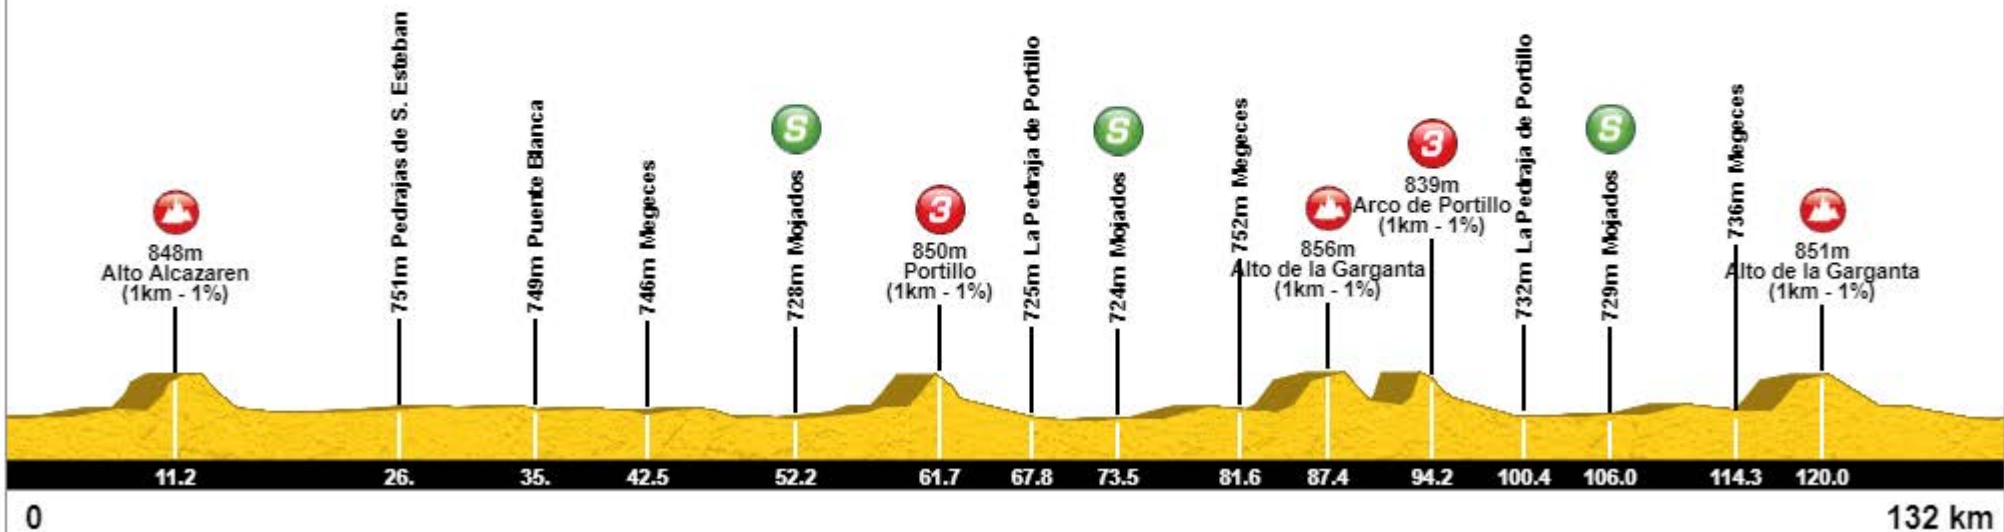 848m
Alto Alcazaren
(1km - 1%)
751m Pedrajas de S. Esteban
749m Puente Blanca
746m Megeces
S
728m Mojados
3
850m
Portillo
(1km - 1%)
725m La Pedraja de Portillo
S
724m Mojados
752m Megeces
856m
Alto de la Garganta
(1km - 1%)
3
839m
Arco de Portillo
(1km - 1%)
732m La Pedraja de Portillo
S
729m Mojados
736m Megeces
851m
Alto de la Garganta
(1km - 1%)
11.2 26. 35. 42.5 52.2 61.7 67.8 73.5 81.6 87.4 94.2 100.4 106.0 114.3 120.0
0 132 km